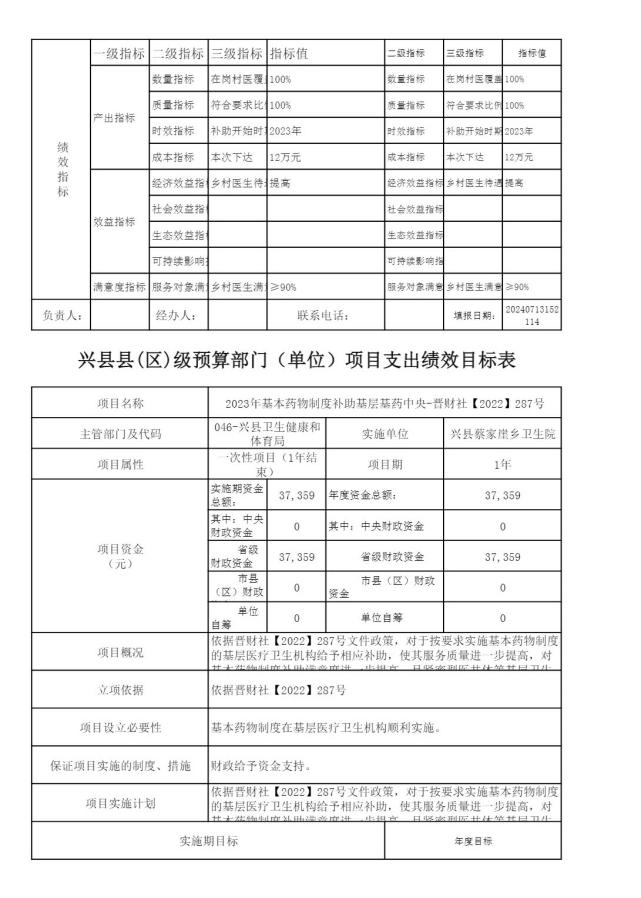 绩效指标
一级指标 二级指标 三级指标 指标值 二级指标 三级指标 指标值
产出指标
数量指标 在岗村医覆 100% 数量指标 在岗村医覆盖 100%
质量指标 符合要求比 100% 质量指标 符合要求比例 100%
时效指标 补助开始时 2023年 时效指标 补助开始时期 2023年
成本指标 本次下达 12万元 成本指标 本次下达 12万元
效益指标
经济效益指 乡村医生待 提高 经济效益指标 乡村医生待遇 提高
社会效益指 社会效益指标
生态效益指 生态效益指标
可持续影响 可持续影响指
满意度指标 服务对象满 乡村医生满 ≥90% 服务对象满意 乡村医生满意 ≥90%
负责人: 经办人: 联系电话: 填报日期: 20240713152
114
兴县县(区)级预算部门（单位）项目支出绩效目标表
项目名称 2023年基本药物制度补助基层基药中央-晋财社【2022】287号
主管部门及代码 046-兴县卫生健康和
体育局
实施单位 兴县蔡家崖乡卫生院
项目属性 一次性项目（1年结
束）
项目期 1年
项目资金
（元）
实施期资金
总额:
37,359 年度资金总额: 37,359
其中: 中央
财政资金
0 其中: 中央财政资金 0
省级
财政资金
37,359 省级财政资金 37,359
市县
（区）财政
0
市县（区）财政
资金
0
单位
自筹
0 单位自筹 0
项目概况
依据晋财社【2022】287号文件政策，对于按要求实施基本药物制度
的基层医疗卫生机构给予相应补助，使其服务质量进一步提高，对
立项依据 依据晋财社【2022】287号
项目设立必要性 基本药物制度在基层医疗卫生机构顺利实施。
保证项目实施的制度、措施 财政给予资金支持。
项目实施计划
依据晋财社【2022】287号文件政策，对于按要求实施基本药物制度
的基层医疗卫生机构给予相应补助，使其服务质量进一步提高，对
实施期目标 年度目标